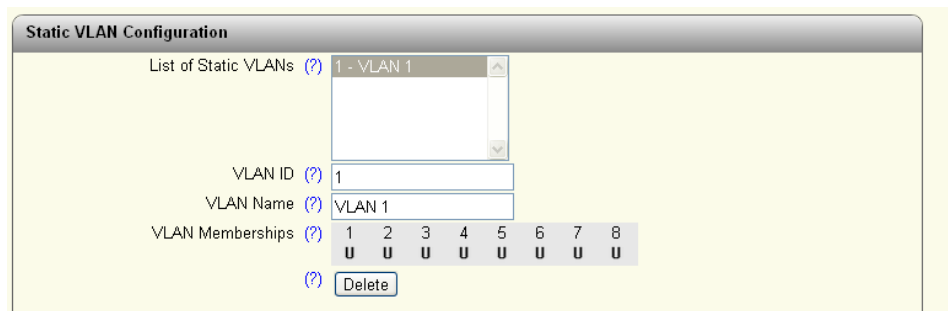 Static VLAN Configuration
List of Static VLANs (?) 1 - VLAN 1
VLAN ID (?) 1
VLAN Name (?) VLAN 1
VLAN Memberships (?) 1 2 3 4 5 6 7 8
U U U U U U U U
(?) Delete